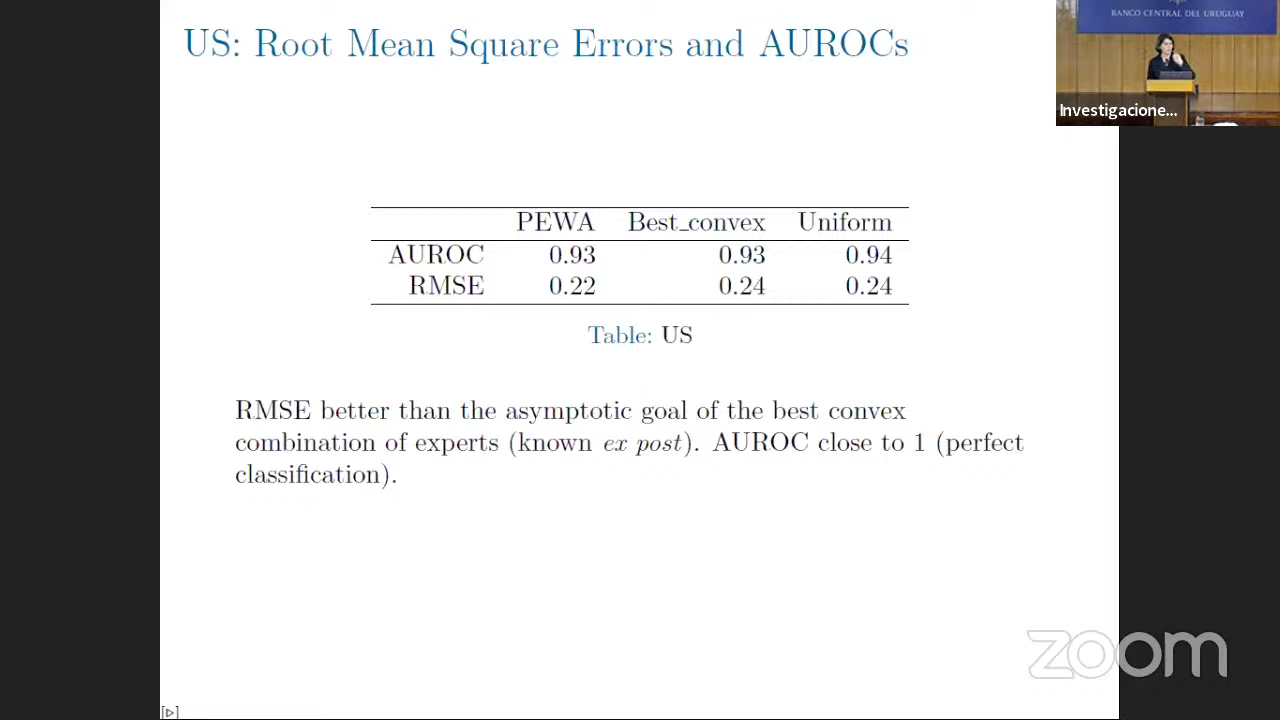 US: Root Mean Square Errors and AUROCs
BANCO CENTRAL DEL URUGUAY
Investigacione...
PEWA Best_convex Uniform
AUROC 0.93 0.93 0.94
RMSE 0.22 0.24 0.24
Table: US
RMSE better than the asymptotic goal of the best convex
combination of experts (known ex post). AUROC close to 1 (perfect
classification).
zoom